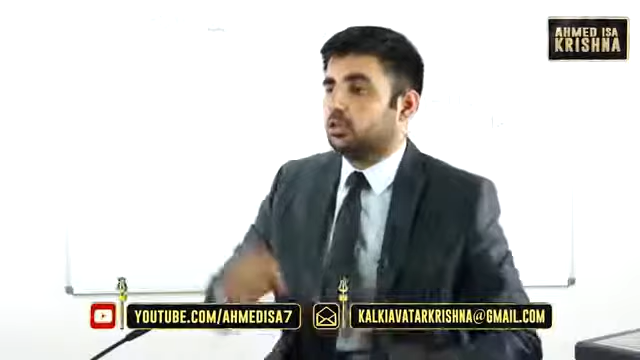 AHMED ISA
KRISHNA
YOUTUBE.COM/AHMEDISA7
KALKIAVATARKRISHNA@GMAIL.COM